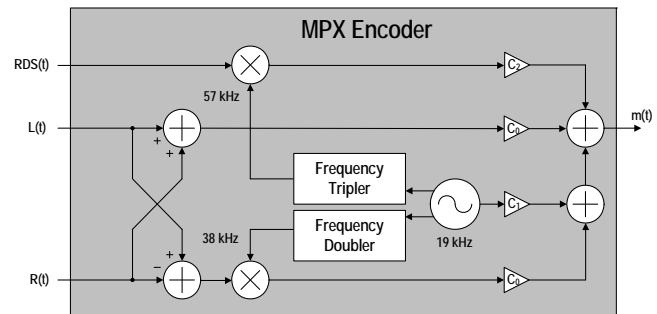 MPX Encoder
RDS(t)
C2
57 kHz
L(t)
+
+
C0
m(t)
Frequency
Tripler
C1
Frequency
Doubler
38 kHz
19 kHz
+
−
R(t)
C0